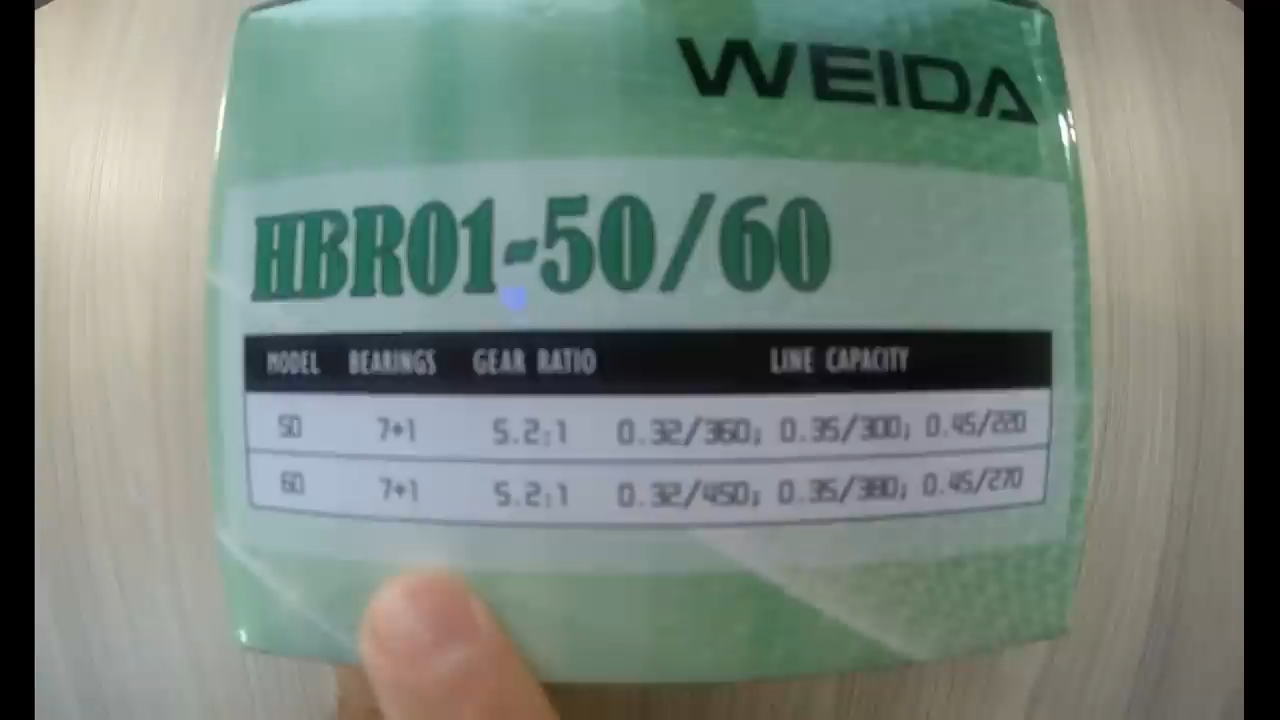 WEIDA
HBR01-50/60
MODEL BEARINGS GEAR RATIO LINE CAPACITY
50 7+1 5.2:1 0.32/360; 0.35/300; 0.45/220
60 7+1 5.2:1 0.32/450; 0.35/380; 0.45/270